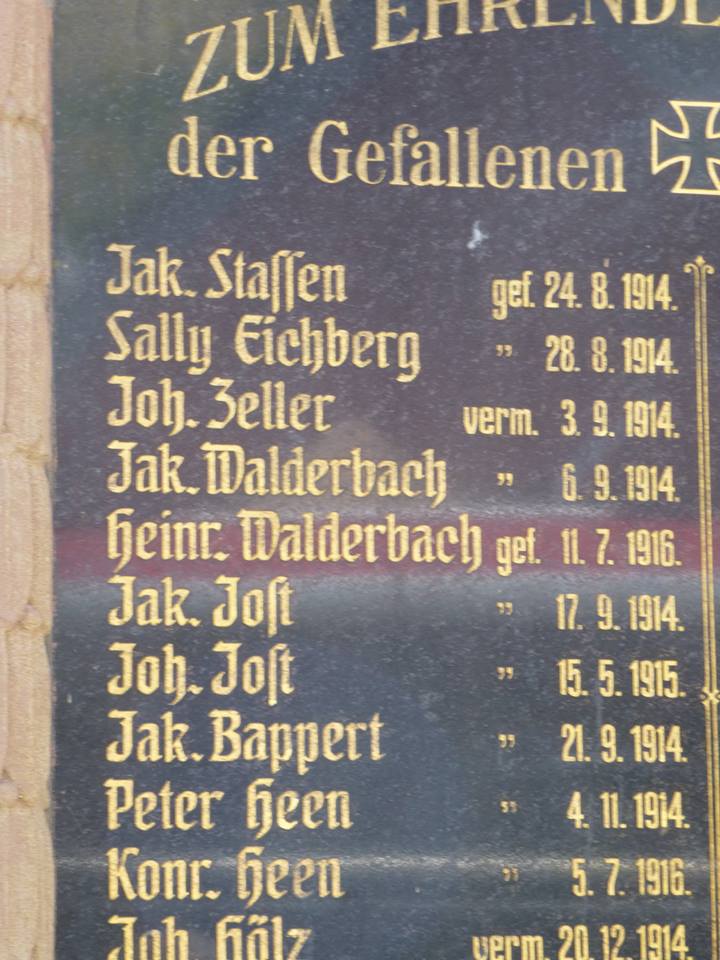 ZUM EHRENDE
der Gefallenen
Jak. Staſſen gef. 24. 8. 1914.
Sally Eichberg " 28. 8. 1914.
Joh. Zeller verm. 3. 9. 1914.
Jak. Walderbach " 6. 9. 1914.
Heinr. Walderbach gef. 11. 7. 1916.
Jak. Joſt " 17. 9. 1914.
Joh. Joſt " 15. 5. 1915.
Jak. Bappert " 21. 9. 1914.
Peter Heen " 4. 11. 1914.
Konr. Heen " 5. 7. 1916.
Joh. Hölz verm. 20. 12. 1914.